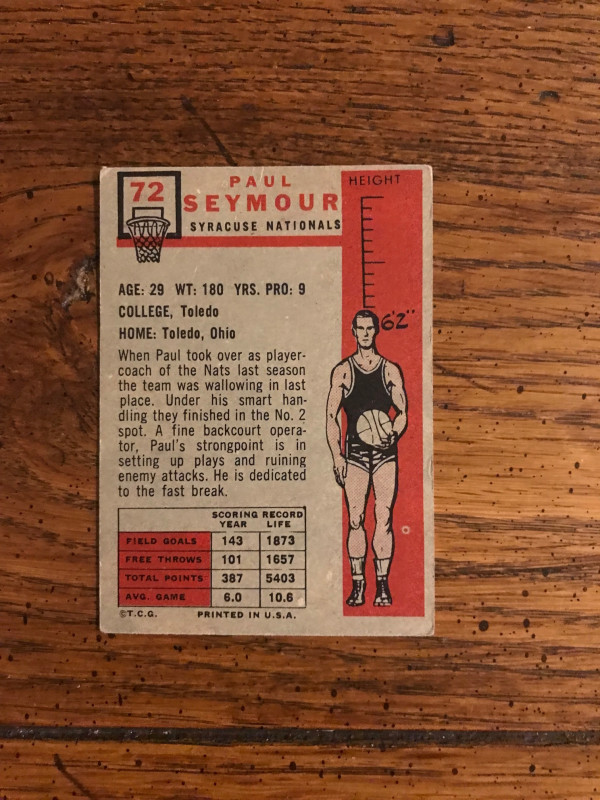 72
PAUL
SEYMOUR
SYRACUSE NATIONALS
HEIGHT
6'2"
AGE: 29 WT: 180 YRS. PRO: 9
COLLEGE, Toledo
HOME: Toledo, Ohio
When Paul took over as player-
coach of the Nats last season
the team was wallowing in last
place. Under his smart han-
dling they finished in the No. 2
spot. A fine backcourt opera-
tor, Paul's strongpoint is in
setting up plays and ruining
enemy attacks. He is dedicated
to the fast break.
SCORING RECORD
YEAR LIFE
FIELD GOALS 143 1873
FREE THROWS 101 1657
TOTAL POINTS 387 5403
AVG. GAME 6.0 10.6
©T.C.G. PRINTED IN U.S.A.